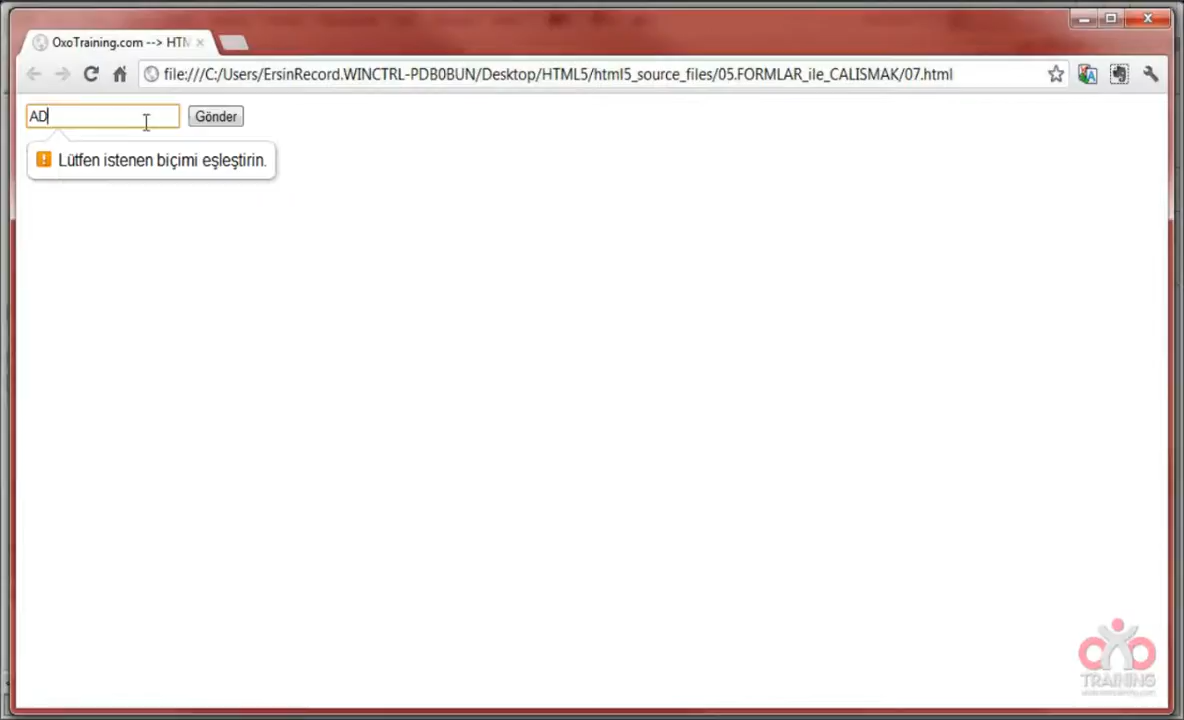 OxoTraining.com --> HTM
file:///C:/Users/ErsinRecord.WINCTRL-PDB0BUN/Desktop/HTML5/html5_source_files/05.FORMLAR_ile_CALISMAK/07.html
AD
Gönder
Lütfen istenen biçimi eşleştirin.
TRAINING